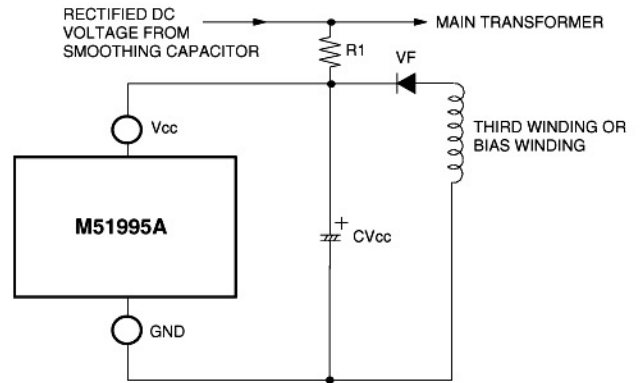 RECTIFIED DC
VOLTAGE FROM
SMOOTHING CAPACITOR
MAIN TRANSFORMER
R1
VF
Vcc
THIRD WINDING OR
BIAS WINDING
M51995A
+
CVcc
GND